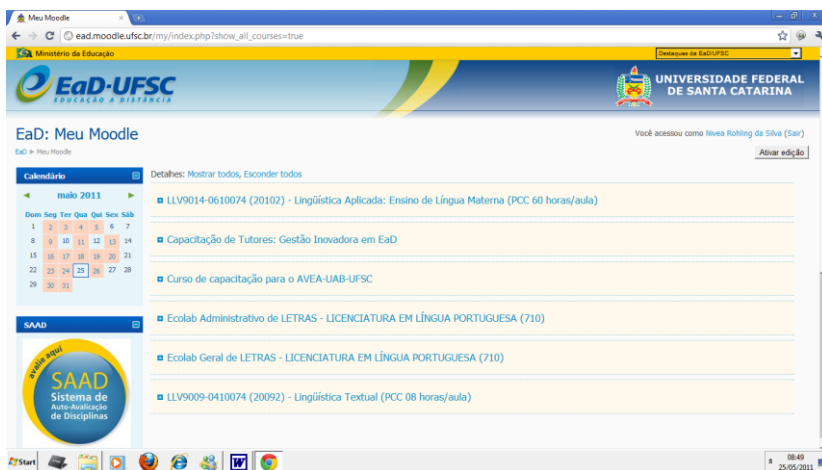 Meu Moodle
ead.moodle.ufsc.br/my/index.php?show_all_courses=true
Ministério da Educação
Destaques da EaD/UFSC
EaD-UFSC
EDUCAÇÃO A DISTÂNCIA
UNIVERSIDADE FEDERAL
DE SANTA CATARINA
EaD: Meu Moodle
Você acessou como Nivea Rohling da Silva (Sair)
EaD ► Meu Moodle
Ativar edição
Calendário
Detalhes: Mostrar todos, Esconder todos
◄ maio 2011 ►
Dom Seg Ter Qua Qui Sex Sáb
1 2 3 4 5 6 7
8 9 10 11 12 13 14
15 16 17 18 19 20 21
22 23 24 25 26 27 28
29 30 31
LLV9014-0610074 (20102) - Lingüística Aplicada: Ensino de Língua Materna (PCC 60 horas/aula)
Capacitação de Tutores: Gestão Inovadora em EaD
Curso de capacitação para o AVEA-UAB-UFSC
Ecolab Administrativo de LETRAS - LICENCIATURA EM LÍNGUA PORTUGUESA (710)
Ecolab Geral de LETRAS - LICENCIATURA EM LÍNGUA PORTUGUESA (710)
LLV9009-0410074 (20092) - Lingüística Textual (PCC 08 horas/aula)
SAAD
avalie aqui
SAAD
Sistema de
Auto-Avaliação
de Disciplinas
Start
08:49
25/05/2011